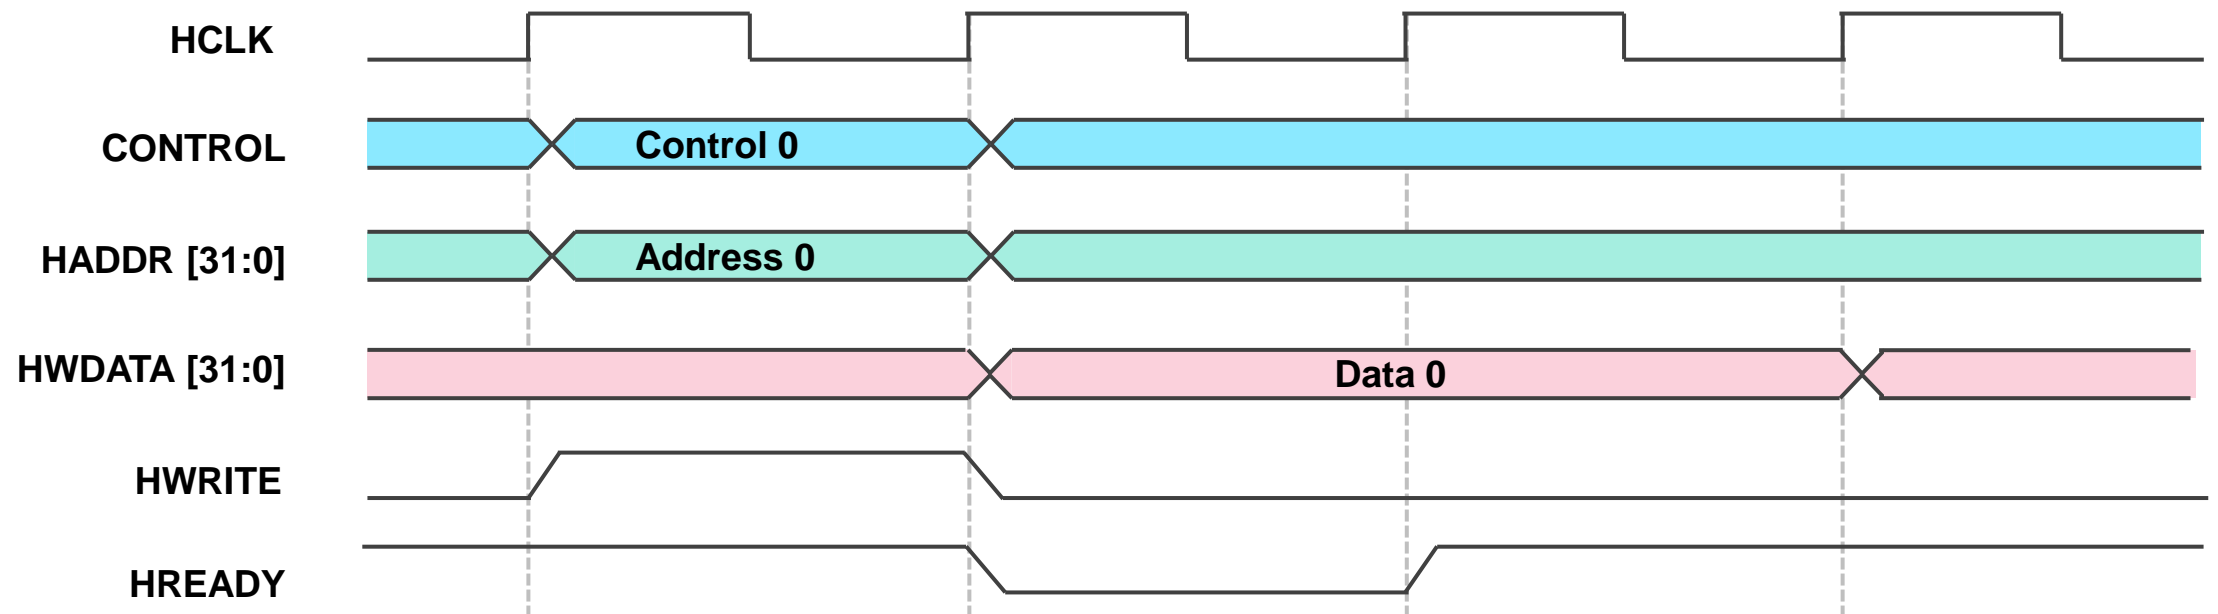 HCLK
CONTROL
Control 0
HADDR [31:0]
Address 0
HWDATA [31:0]
Data 0
HWRITE
HREADY